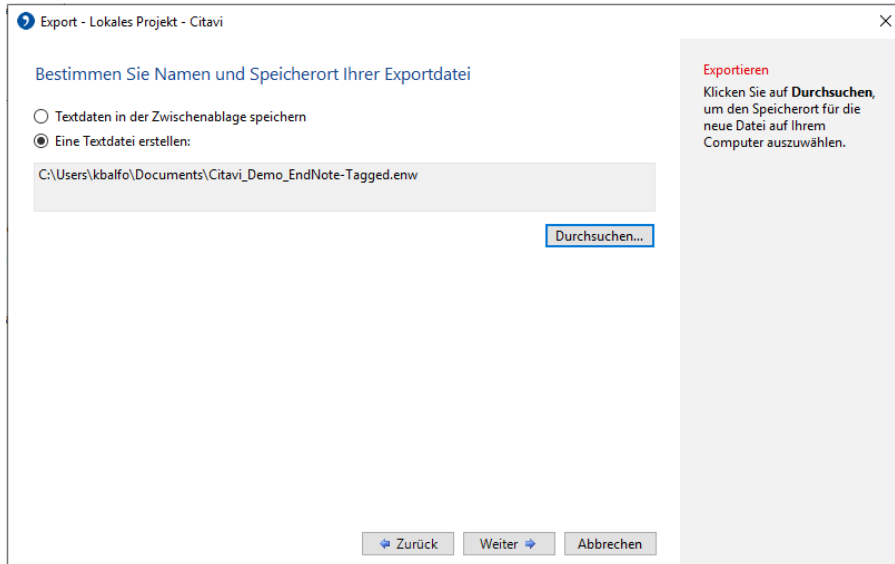 Export - Lokales Projekt - Citavi
Bestimmen Sie Namen und Speicherort Ihrer Exportdatei
Textdaten in der Zwischenablage speichern
Eine Textdatei erstellen:
C:\Users\kbalfo\Documents\Citavi_Demo_EndNote-Tagged.enw
Durchsuchen...
Zurück
Weiter
Abbrechen
Exportieren
Klicken Sie auf Durchsuchen,
um den Speicherort für die
neue Datei auf Ihrem
Computer auszuwählen.